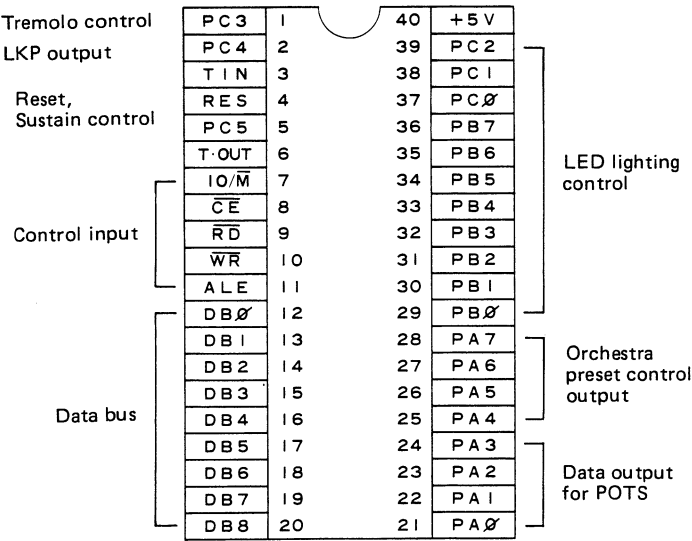 Tremolo control PC3 1 40 +5V
LKP output PC4 2 39 PC2
TIN 3 38 PC1
Reset, RES 4 37 PCØ
Sustain control PC5 5 36 PB7
T·OUT 6 35 PB6
IO/M̅ 7 34 PB5
C̅E̅ 8 33 PB4
R̅D̅ 9 32 PB3
W̅R̅ 10 31 PB2
ALE 11 30 PB1
DBØ 12 29 PBØ
DB1 13 28 PA7
DB2 14 27 PA6
DB3 15 26 PA5
DB4 16 25 PA4
DB5 17 24 PA3
DB6 18 23 PA2
DB7 19 22 PA1
DB8 20 21 PAØ
Control input
Data bus
LED lighting
control
Orchestra
preset control
output
Data output
for POTS